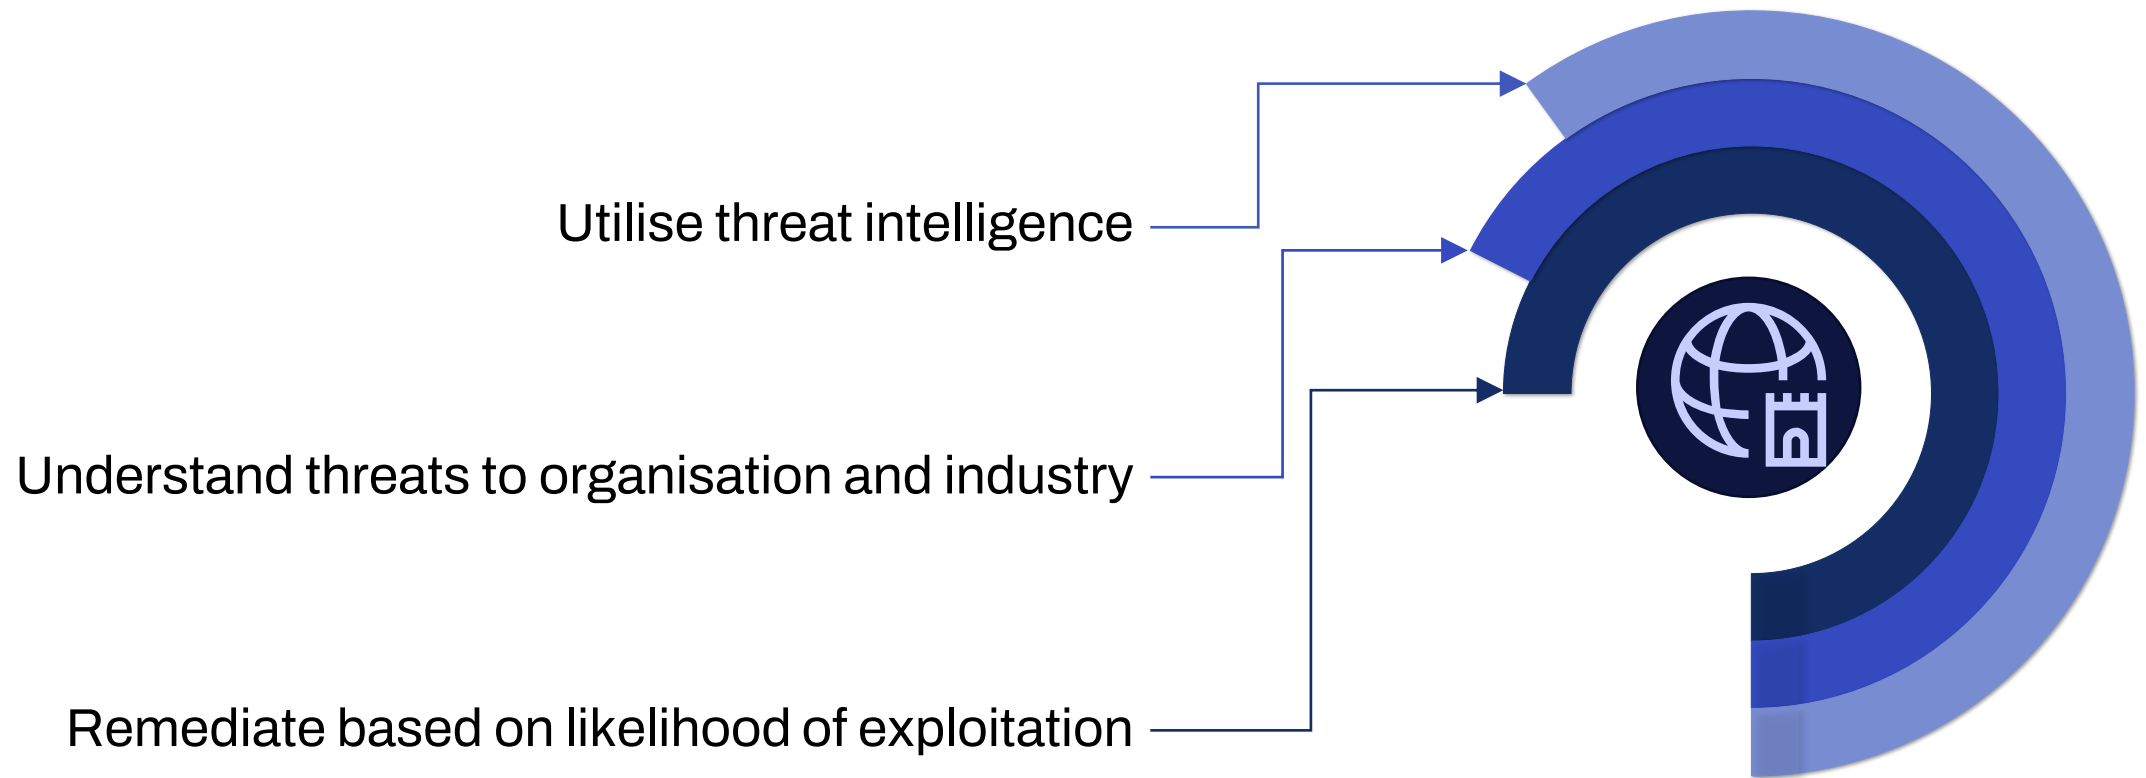 Utilise threat intelligence
Understand threats to organisation and industry
Remediate based on likelihood of exploitation